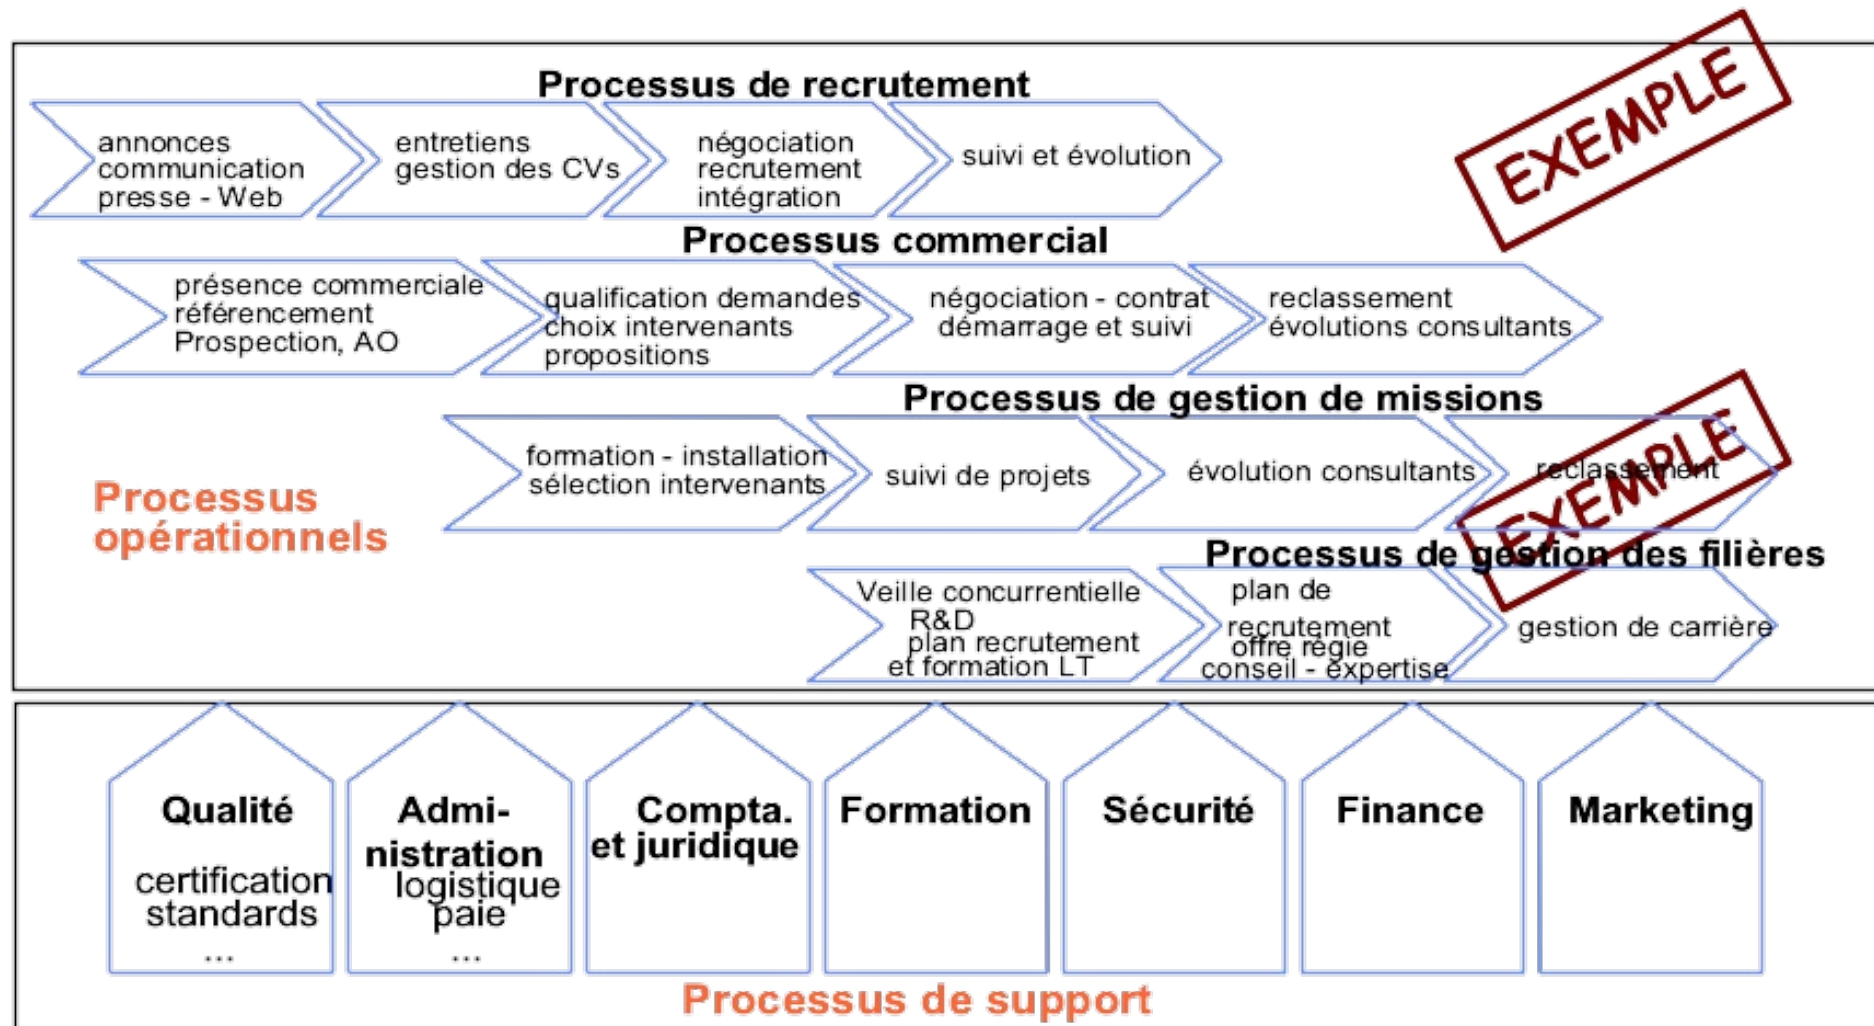 EXEMPLE
Processus de recrutement
annonces
communication
presse - Web
entretiens
gestion des CVs
négociation
recrutement
intégration
suivi et évolution
Processus commercial
présence commerciale
référencement
Prospection, AO
qualification demandes
choix intervenants
propositions
négociation - contrat
démarrage et suivi
reclassement
évolutions consultants
Processus de gestion de missions
formation - installation
sélection intervenants
suivi de projets
évolution consultants
reclassement
EXEMPLE
Processus
opérationnels
Processus de gestion des filières
Veille concurrentielle
R&D
plan recrutement
et formation LT
plan de
recrutement
offre régie
conseil - expertise
gestion de carrière
Qualité
certification
standards
...
Admi-
nistration
logistique
paie
...
Compta.
et juridique
Formation
Sécurité
Finance
Marketing
Processus de support